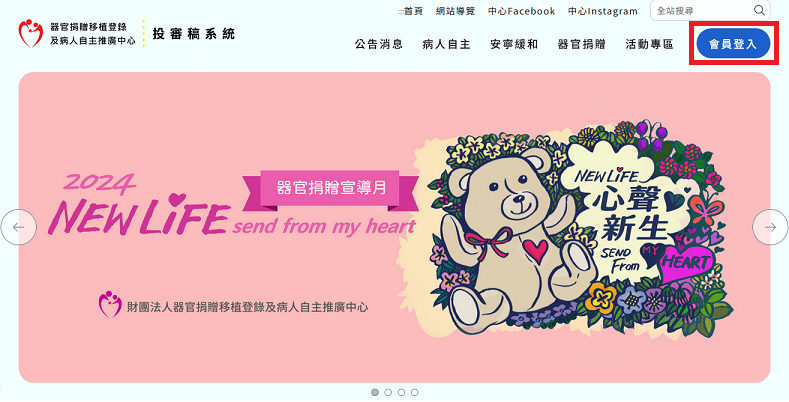 :::首頁 網站導覽 中心Facebook 中心Instagram 全站搜尋
器官捐贈移植登錄
及病人自主推廣中心
投審稿系統
公告消息 病人自主 安寧緩和 器官捐贈 活動專區 會員登入
2024
NEW LiFE
器官捐贈宣導月
send from my heart
財團法人器官捐贈移植登錄及病人自主推廣中心
NEW LiFE
心聲
新生
SEND
From MY HEART